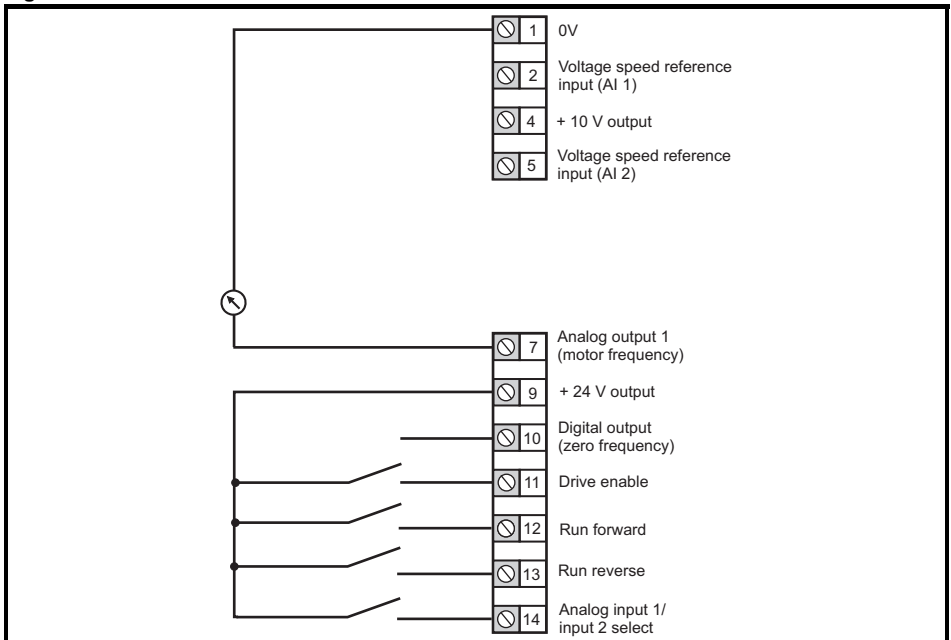 1 0V
2 Voltage speed reference
input (AI 1)
4 + 10 V output
5 Voltage speed reference
input (AI 2)
7 Analog output 1
(motor frequency)
9 + 24 V output
10 Digital output
(zero frequency)
11 Drive enable
12 Run forward
13 Run reverse
14 Analog input 1/
input 2 select